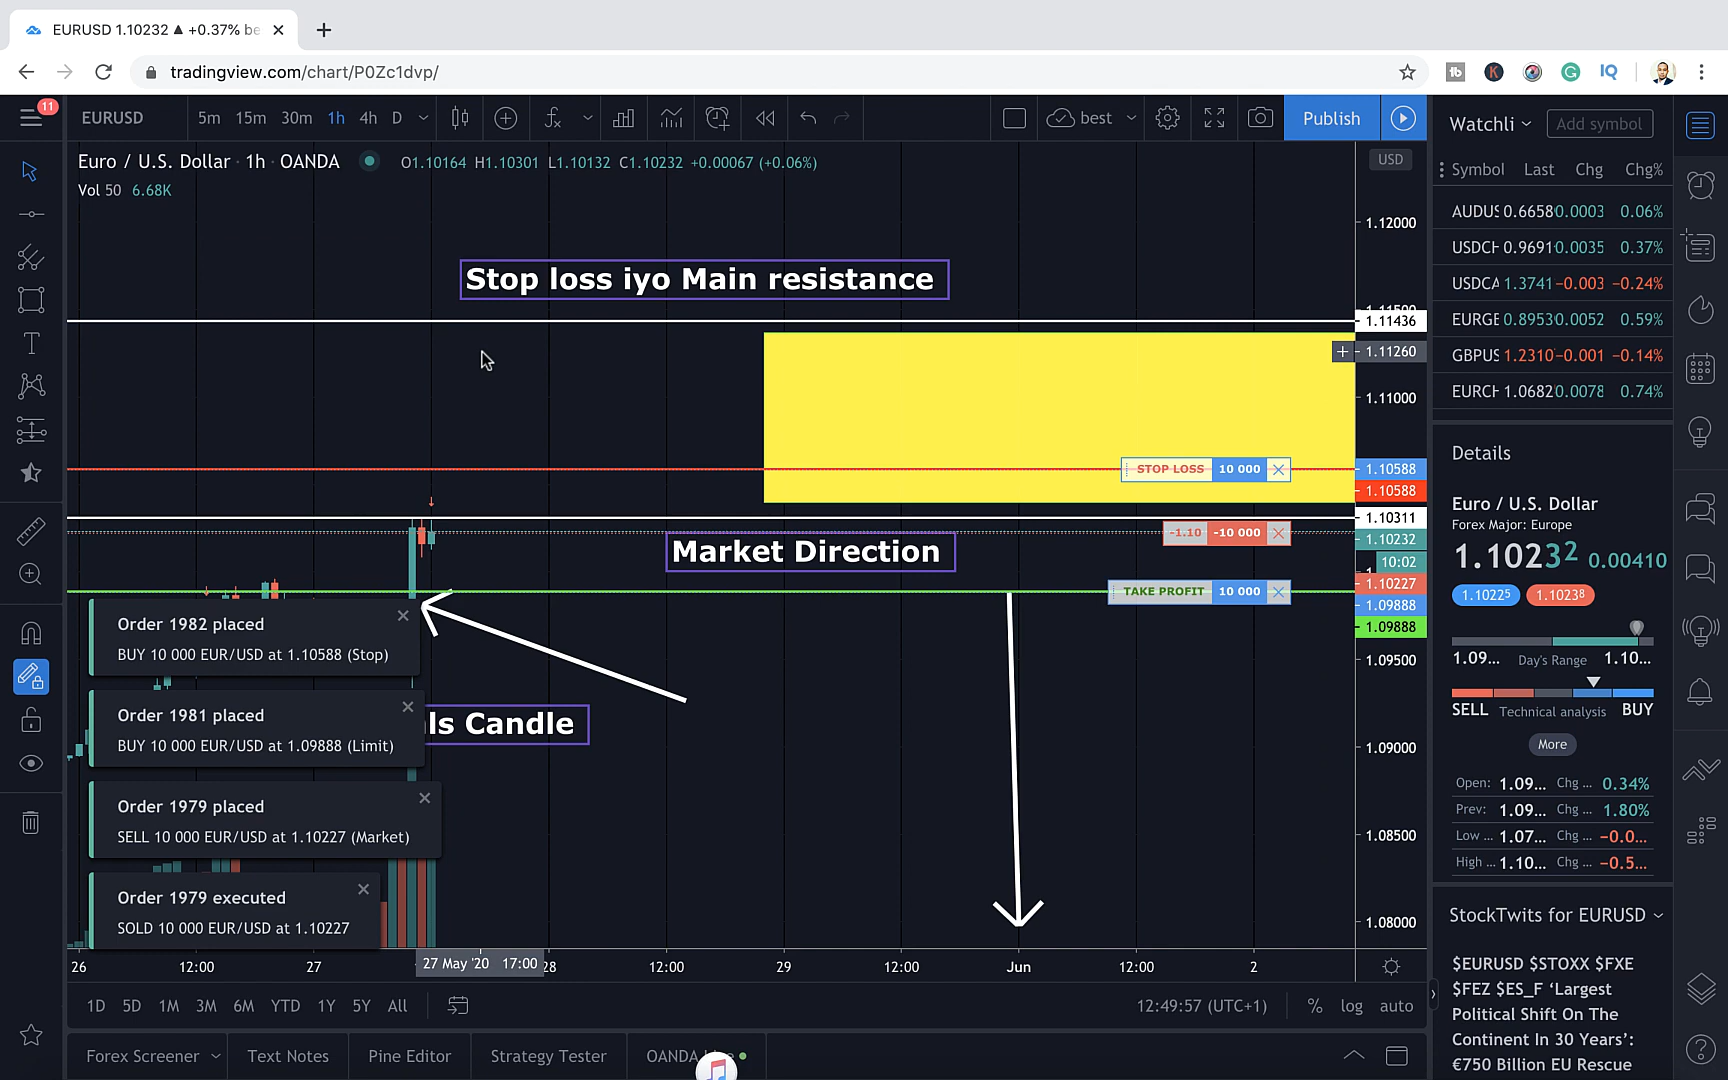 EURUSD 1.10232 ▲ +0.37% be
tradingview.com/chart/P0Zc1dvp/
11
EURUSD 5m 15m 30m 1h 4h D best Publish
Watchli Add symbol
Euro / U.S. Dollar · 1h · OANDA O1.10164 H1.10301 L1.10132 C1.10232 +0.00067 (+0.06%)
Vol 50 6.68K
USD
Symbol Last Chg Chg%
AUDUS 0.6658 0.0003 0.06%
USDCH 0.9691 0.0035 0.37%
USDCA 1.3741 −0.003 −0.24%
EURGE 0.8953 0.0052 0.59%
GBPUS 1.2310 −0.001 −0.14%
EURCH 1.0682 0.0078 0.74%
Stop loss iyo Main resistance
1.12000
1.11436
1.11260
1.11000
STOP LOSS 10 000
1.10588
1.10588
1.10311
-1.10 -10 000
1.10232
10:02
Market Direction
1.10227
TAKE PROFIT 10 000
1.09888
1.09888
1.09500
1.09000
1.08500
1.08000
Order 1982 placed
BUY 10 000 EUR/USD at 1.10588 (Stop)
Order 1981 placed
BUY 10 000 EUR/USD at 1.09888 (Limit)
ls Candle
Order 1979 placed
SELL 10 000 EUR/USD at 1.10227 (Market)
Order 1979 executed
SOLD 10 000 EUR/USD at 1.10227
26 12:00 27 27 May '20 17:00 28 12:00 29 12:00 Jun 12:00 2
1D 5D 1M 3M 6M YTD 1Y 5Y All
12:49:57 (UTC+1) % log auto
Forex Screener Text Notes Pine Editor Strategy Tester OANDA
Details
Euro / U.S. Dollar
Forex Major: Europe
1.10232 0.00410
1.10225 1.10238
1.09... Day's Range 1.10...
SELL Technical analysis BUY
More
Open: 1.09... Chg ... 0.34%
Prev: 1.09... Chg ... 1.80%
Low ... 1.07... Chg ... −0.0...
High ... 1.10... Chg ... −0.5...
StockTwits for EURUSD
$EURUSD $STOXX $FXE
$FEZ $ES_F ‘Largest
Political Shift On The
Continent In 30 Years’:
€750 Billion EU Rescue